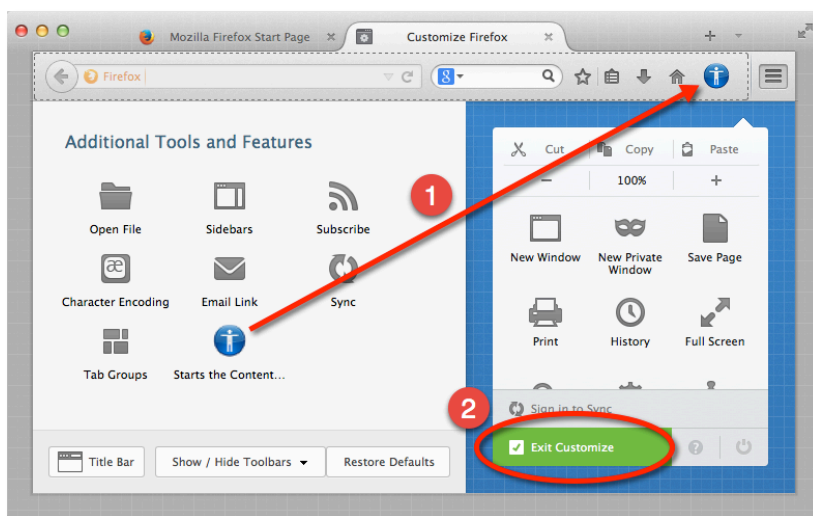 Mozilla Firefox Start Page
Customize Firefox
Firefox
8
Additional Tools and Features
Open File
Sidebars
Subscribe
Character Encoding
Email Link
Sync
Tab Groups
Starts the Content...
1
Cut
Copy
Paste
100%
New Window
New Private
Window
Save Page
Print
History
Full Screen
2
Sign in to Sync
Exit Customize
Title Bar
Show / Hide Toolbars
Restore Defaults